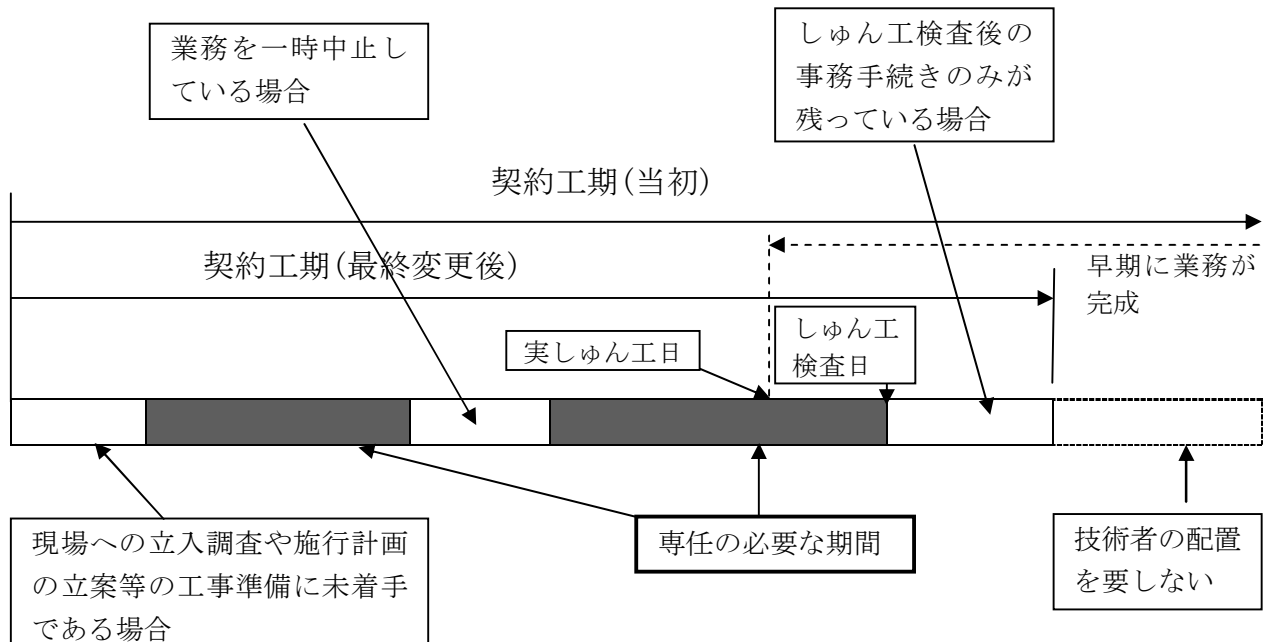 業務を一時中止し
ている場合
しゅん工検査後の
事務手続きのみが
残っている場合
契約工期(当初)
契約工期(最終変更後)
早期に業務が
完成
実しゅん工日
しゅん工
検査日
現場への立入調査や施行計画
の立案等の工事準備に未着手
である場合
専任の必要な期間
技術者の配置
を要しない